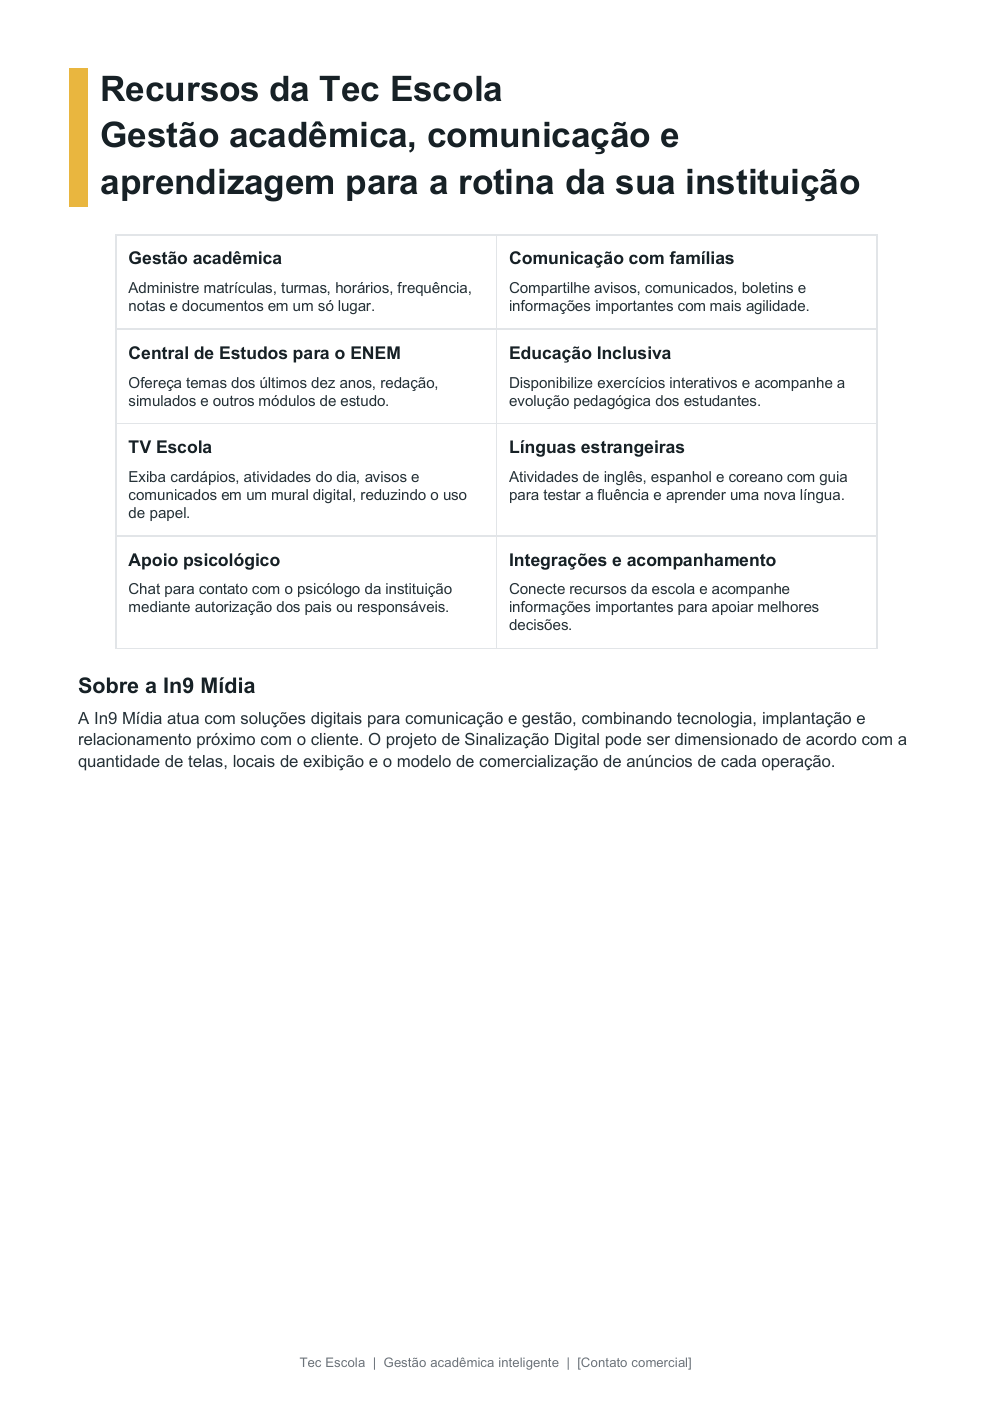 Recursos da Tec Escola
Gestão acadêmica, comunicação e
aprendizagem para a rotina da sua instituição
Gestão acadêmica
Administre matrículas, turmas, horários, frequência,
notas e documentos em um só lugar.
Comunicação com famílias
Compartilhe avisos, comunicados, boletins e
informações importantes com mais agilidade.
Central de Estudos para o ENEM
Ofereça temas dos últimos dez anos, redação,
simulados e outros módulos de estudo.
Educação Inclusiva
Disponibilize exercícios interativos e acompanhe a
evolução pedagógica dos estudantes.
TV Escola
Exiba cardápios, atividades do dia, avisos e
comunicados em um mural digital, reduzindo o uso
de papel.
Línguas estrangeiras
Atividades de inglês, espanhol e coreano com guia
para testar a fluência e aprender uma nova língua.
Apoio psicológico
Chat para contato com o psicólogo da instituição
mediante autorização dos pais ou responsáveis.
Integrações e acompanhamento
Conecte recursos da escola e acompanhe
informações importantes para apoiar melhores
decisões.
Sobre a In9 Mídia
A In9 Mídia atua com soluções digitais para comunicação e gestão, combinando tecnologia, implantação e
relacionamento próximo com o cliente. O projeto de Sinalização Digital pode ser dimensionado de acordo com a
quantidade de telas, locais de exibição e o modelo de comercialização de anúncios de cada operação.
Tec Escola | Gestão acadêmica inteligente | [Contato comercial]